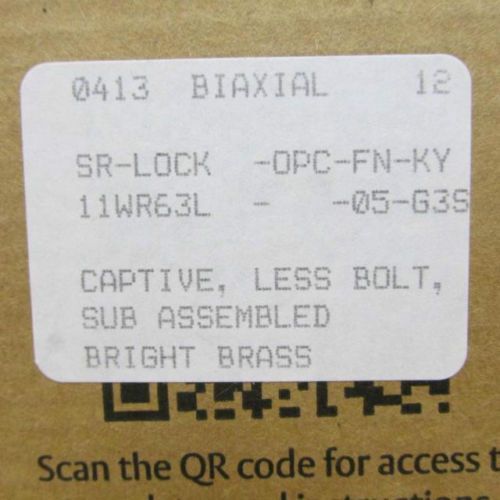 0413 BIAXIAL 12
SR-LOCK -OPC-FN-KY
11WR63L - -05-G3S
CAPTIVE, LESS BOLT,
SUB ASSEMBLED
BRIGHT BRASS
Scan the QR code for access t